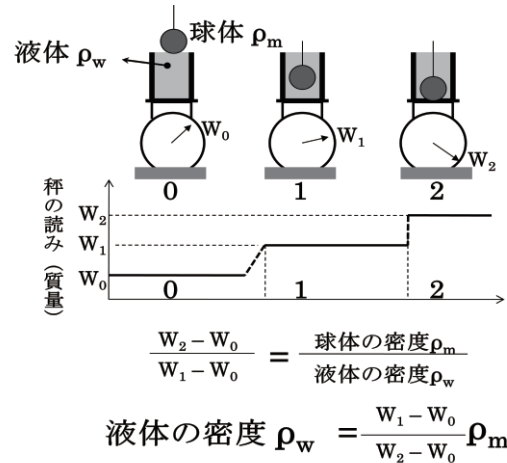 球体 ρm
液体 ρw
W0
W1
W2
0 1 2
秤の読み（質量）
W2
W1
W0
0 1 2
W2 − W0 / W1 − W0 = 球体の密度ρm / 液体の密度ρw
液体の密度 ρw = W1 − W0 / W2 − W0 ρm